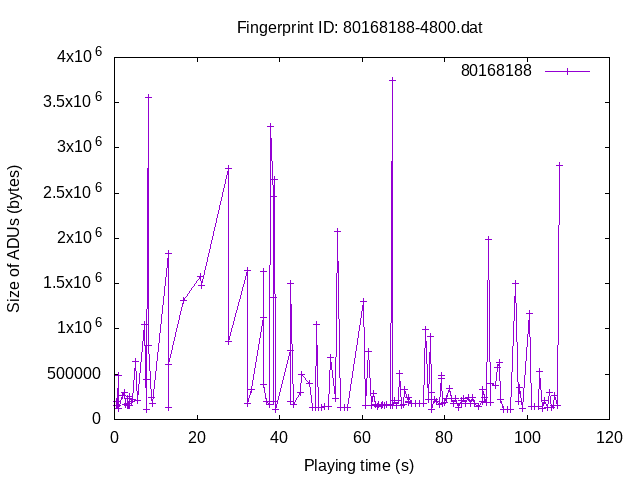 Fingerprint ID: 80168188-4800.dat
80168188
4x10^6
3.5x10^6
3x10^6
2.5x10^6
2x10^6
1.5x10^6
1x10^6
500000
0
Size of ADUs (bytes)
0 20 40 60 80 100 120
Playing time (s)